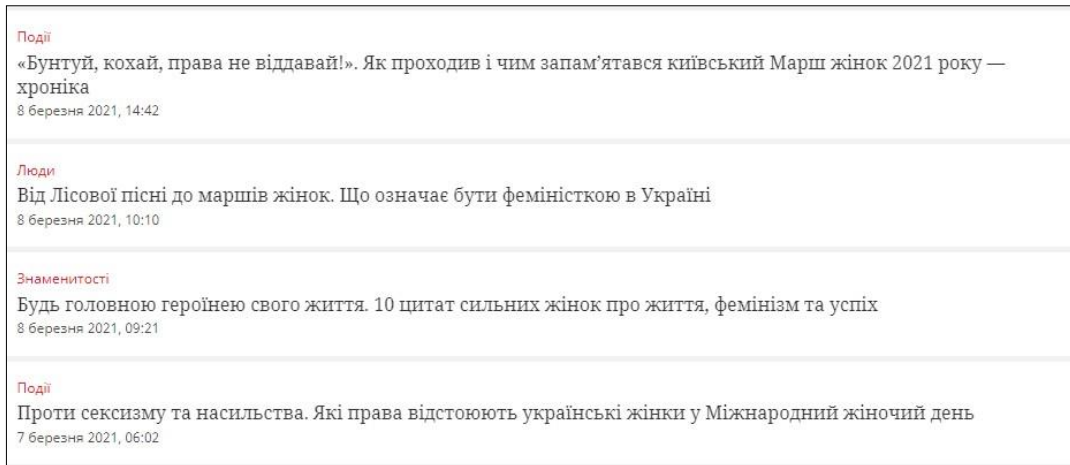 Події
«Бунтуй, кохай, права не віддавай!». Як проходив і чим запам’ятався київський Марш жінок 2021 року —
хроніка
8 березня 2021, 14:42
Люди
Від Лісової пісні до маршів жінок. Що означає бути феміністкою в Україні
8 березня 2021, 10:10
Знаменитості
Будь головною героїнею свого життя. 10 цитат сильних жінок про життя, фемінізм та успіх
8 березня 2021, 09:21
Події
Проти сексизму та насильства. Які права відстоюють українські жінки у Міжнародний жіночий день
7 березня 2021, 06:02